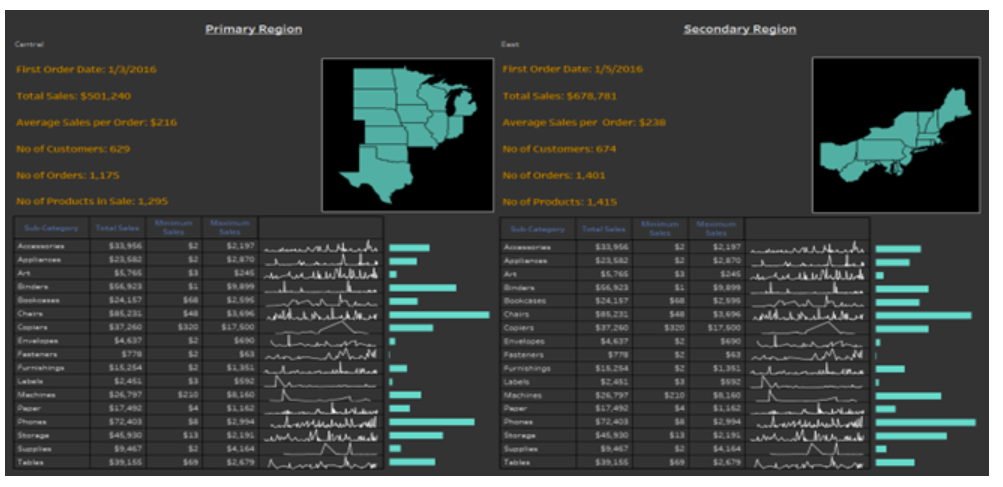 Primary Region
Central
First Order Date: 1/3/2016
Total Sales: $501,240
Average Sales per Order: $216
No of Customers: 629
No of Orders: 1,175
No of Products in Sale: 1,295
Sub-Category Total Sales Minimum Sales Maximum Sales
Accessories $33,956 $2 $2,197
Appliances $23,582 $2 $2,870
Art $5,765 $3 $245
Binders $56,923 $1 $9,899
Bookcases $24,157 $68 $2,595
Chairs $85,231 $48 $3,696
Copiers $37,260 $320 $17,500
Envelopes $4,637 $2 $690
Fasteners $778 $2 $63
Furnishings $15,254 $2 $1,351
Labels $2,451 $3 $592
Machines $26,797 $210 $8,160
Paper $17,492 $4 $1,162
Phones $72,403 $8 $2,994
Storage $45,930 $13 $2,191
Supplies $9,467 $2 $4,164
Tables $39,155 $69 $2,679
Secondary Region
East
First Order Date: 1/5/2016
Total Sales: $678,781
Average Sales per Order: $238
No of Customers: 674
No of Orders: 1,401
No of Products: 1,415
Sub-Category Total Sales Minimum Sales Maximum Sales
Accessories $33,956 $2 $2,197
Appliances $23,582 $2 $2,870
Art $5,765 $3 $245
Binders $56,923 $1 $9,899
Bookcases $24,157 $68 $2,595
Chairs $85,231 $48 $3,696
Copiers $37,260 $320 $17,500
Envelopes $4,637 $2 $690
Fasteners $778 $2 $63
Furnishings $15,254 $2 $1,351
Labels $2,451 $3 $592
Machines $26,797 $210 $8,160
Paper $17,492 $4 $1,162
Phones $72,403 $8 $2,994
Storage $45,930 $13 $2,191
Supplies $9,467 $2 $4,164
Tables $39,155 $69 $2,679